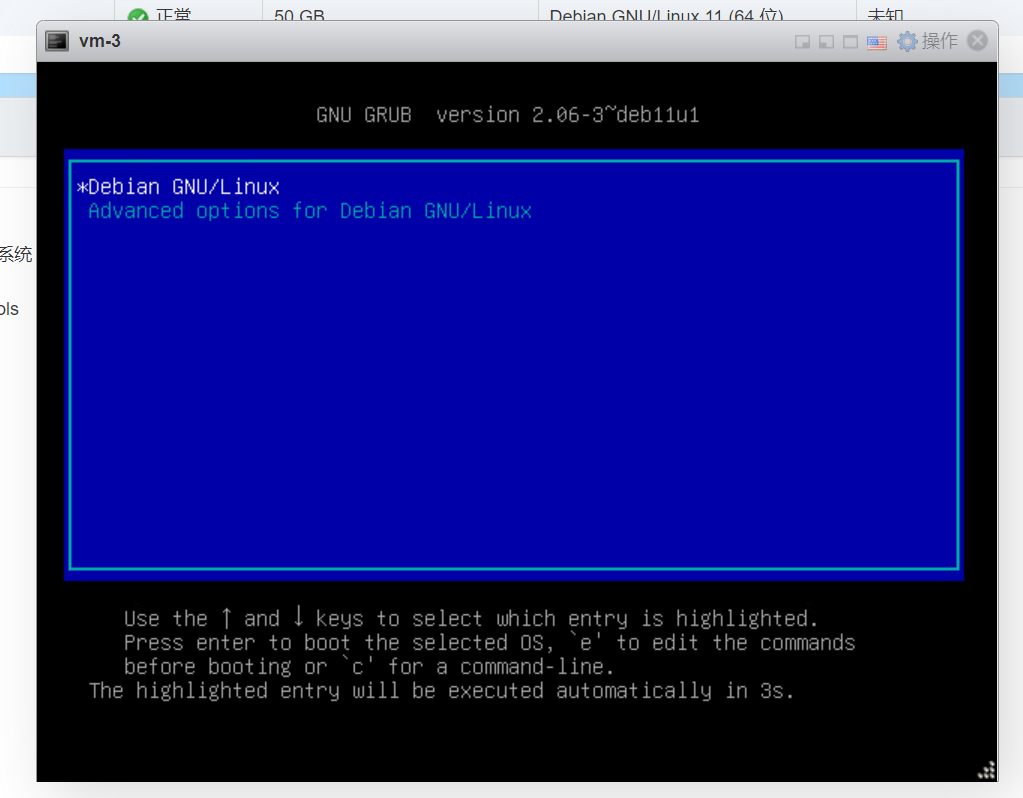 正常
50 GB
Debian GNU/Linux 11 (64 位)
未知
vm-3
操作
GNU GRUB version 2.06-3~deb11u1
*Debian GNU/Linux
Advanced options for Debian GNU/Linux
系统
ols
Use the ↑ and ↓ keys to select which entry is highlighted.
Press enter to boot the selected OS, `e' to edit the commands
before booting or `c' for a command-line.
The highlighted entry will be executed automatically in 3s.